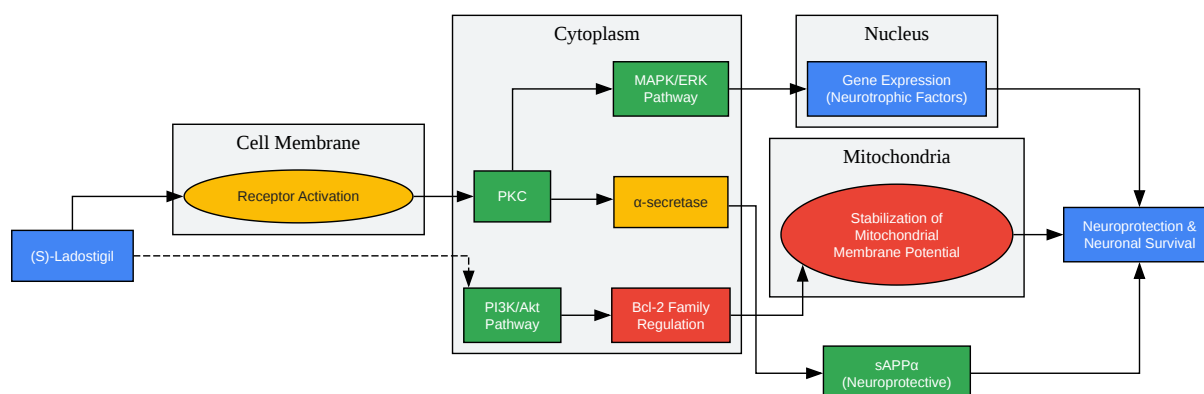 Cytoplasm
Nucleus
MAPK/ERK
Pathway
Gene Expression
(Neurotrophic Factors)
Cell Membrane
Receptor Activation
PKC
α-secretase
Mitochondria
Stabilization of
Mitochondrial
Membrane Potential
Neuroprotection &
Neuronal Survival
(S)-Ladostigil
PI3K/Akt
Pathway
Bcl-2 Family
Regulation
sAPPα
(Neuroprotective)